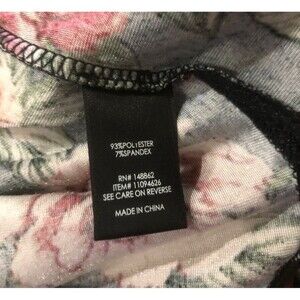 93%POLYESTER
7%SPANDEX
RN# 148862
ITEM# 11094626
SEE CARE ON REVERSE
MADE IN CHINA